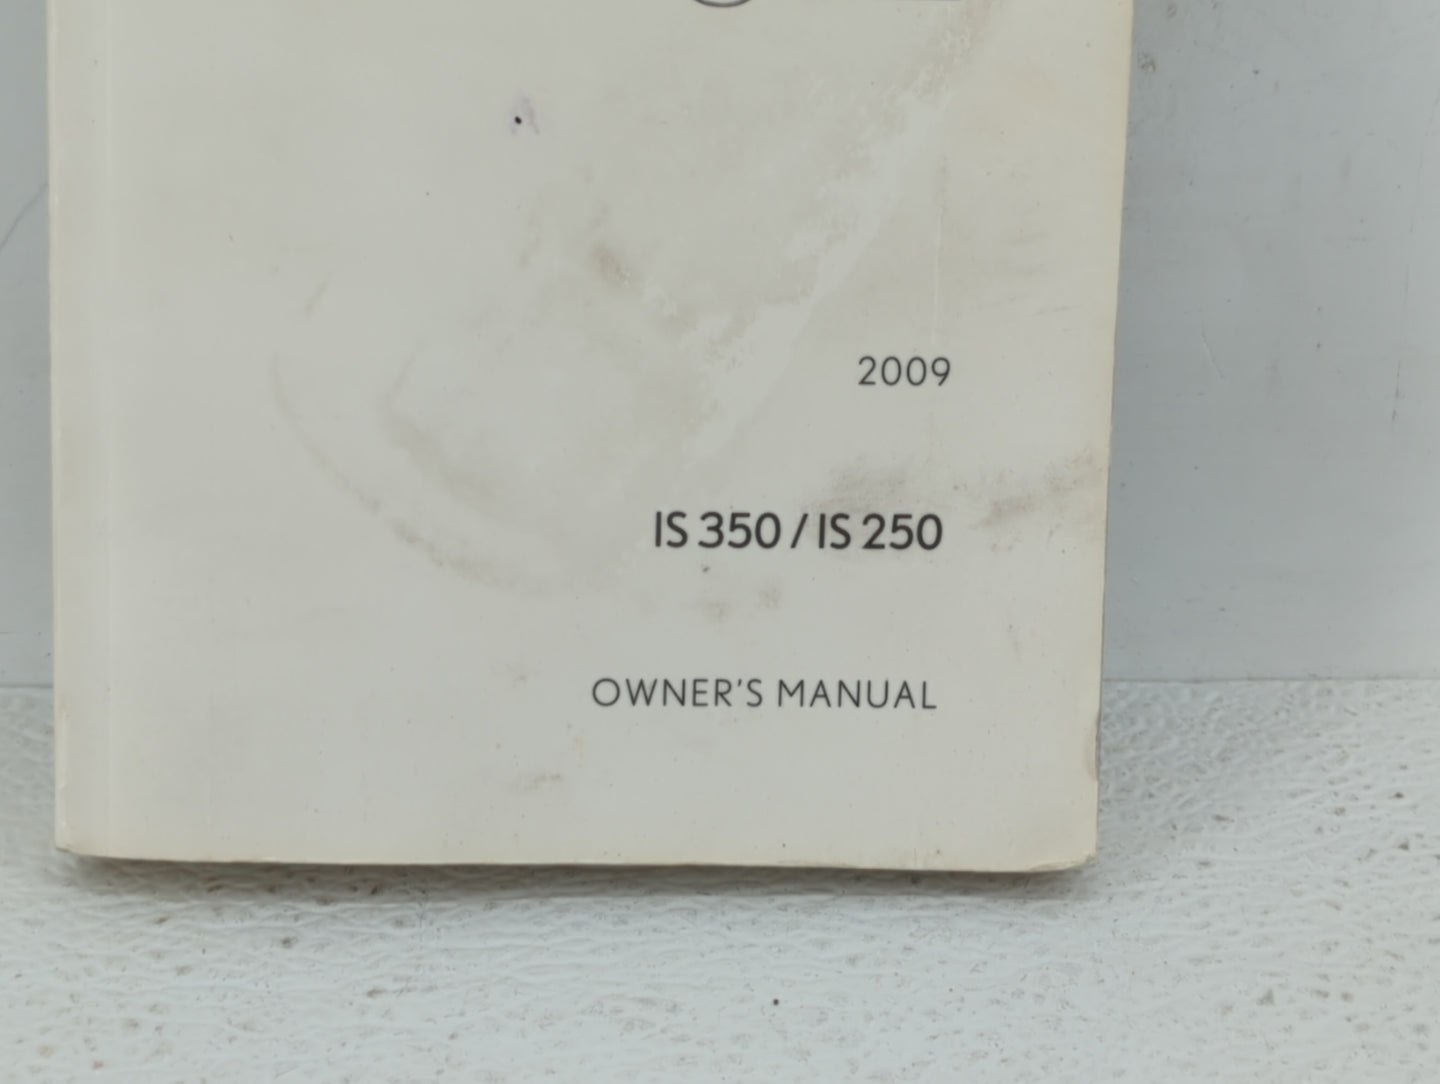 2009
IS 350 / IS 250
OWNER'S MANUAL